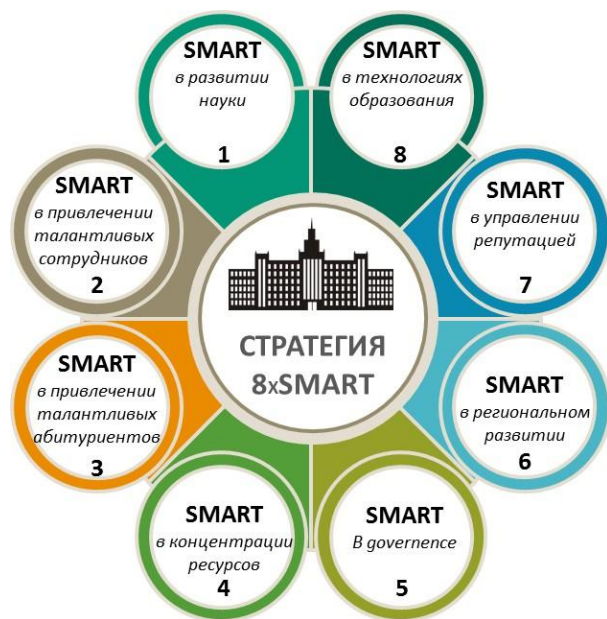 SMART
в развитии
науки
1
SMART
в технологиях
образования
8
SMART
в привлечении
талантливых
сотрудников
2
SMART
в управлении
репутацией
7
СТРАТЕГИЯ
8xSMART
SMART
в привлечении
талантливых
абитуриентов
3
SMART
в региональном
развитии
6
SMART
в концентрации
ресурсов
4
SMART
В governence
5